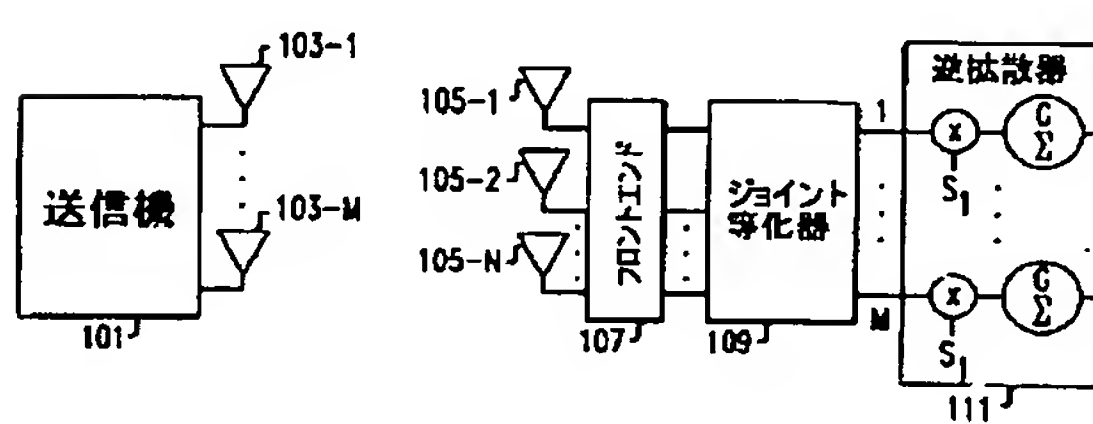 103-1
送信機
103-M
101
105-1
105-2
105-N
フロントエンド
107
ジョイント
等化器
109
1
M
逆拡散器
x
G
Σ
S1
x
G
Σ
S1
111